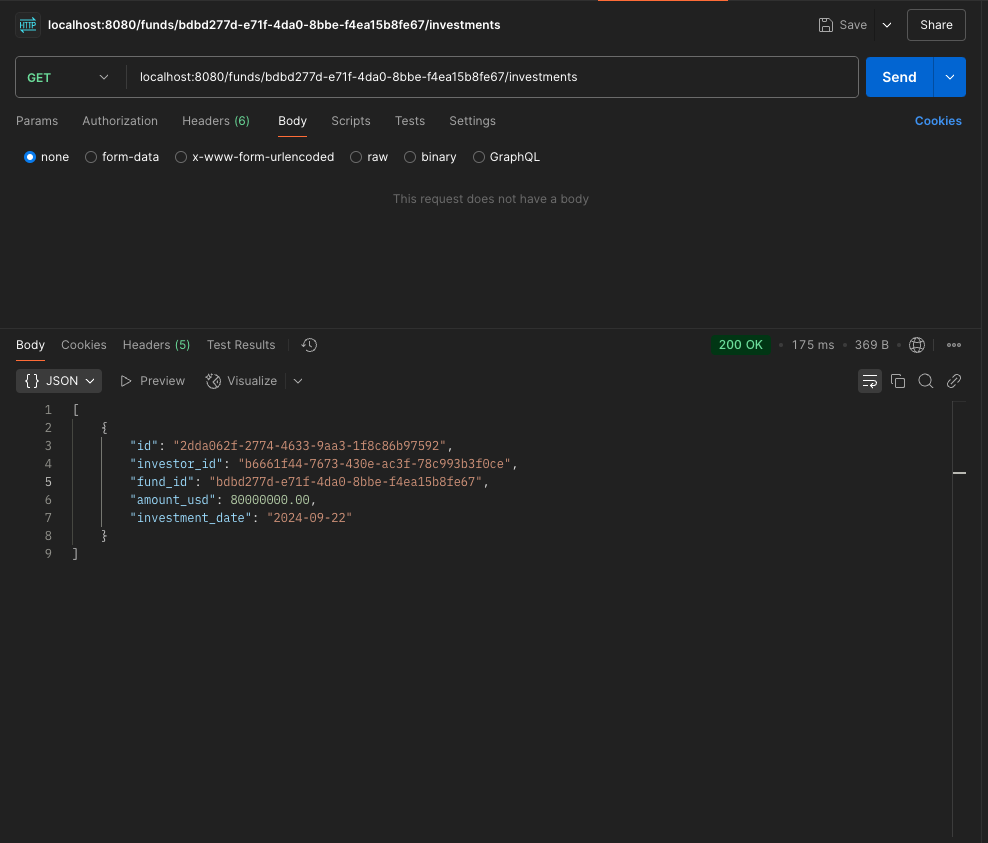 HTTP localhost:8080/funds/bdbd277d-e71f-4da0-8bbe-f4ea15b8fe67/investments Save Share
GET localhost:8080/funds/bdbd277d-e71f-4da0-8bbe-f4ea15b8fe67/investments Send
Params Authorization Headers (6) Body Scripts Tests Settings Cookies
none form-data x-www-form-urlencoded raw binary GraphQL
This request does not have a body
Body Cookies Headers (5) Test Results 200 OK • 175 ms • 369 B •
{} JSON Preview Visualize
1 [
2 {
3 "id": "2dda062f-2774-4633-9aa3-1f8c86b97592",
4 "investor_id": "b6661f44-7673-430e-ac3f-78c993b3f0ce",
5 "fund_id": "bdbd277d-e71f-4da0-8bbe-f4ea15b8fe67",
6 "amount_usd": 80000000.00,
7 "investment_date": "2024-09-22"
8 }
9 ]